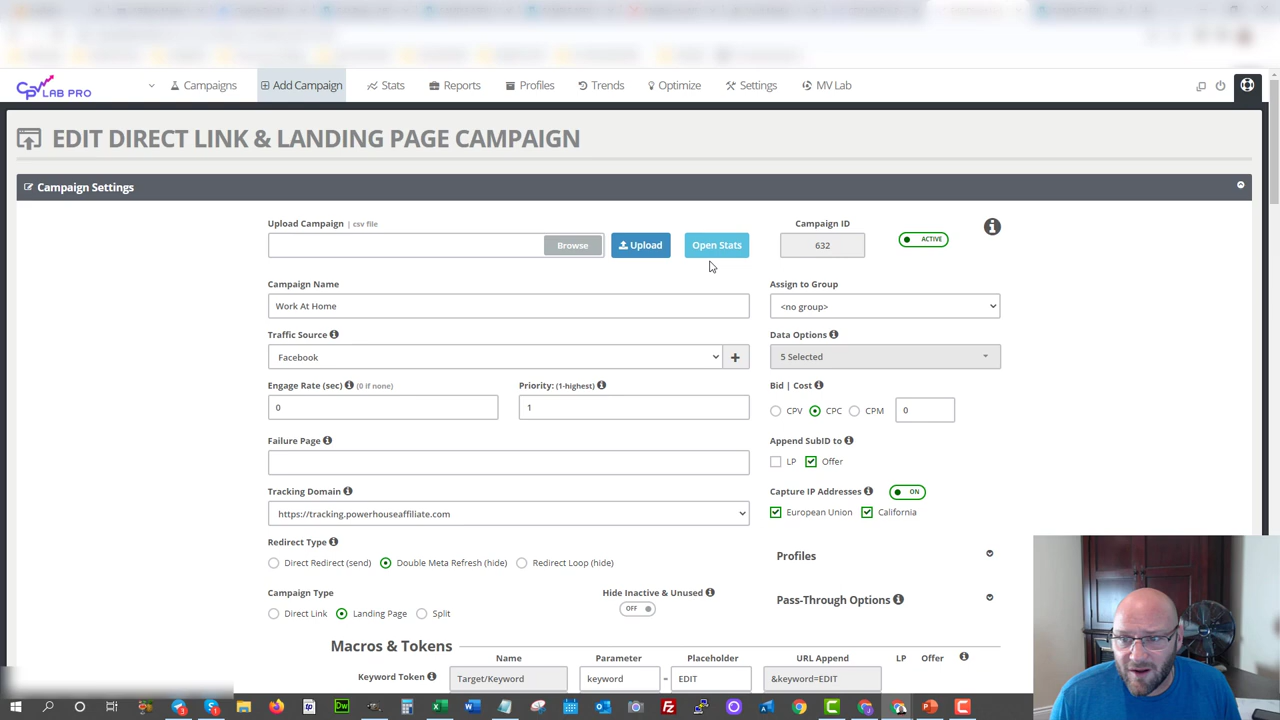 CPV LAB PRO
Campaigns
Add Campaign
Stats
Reports
Profiles
Trends
Optimize
Settings
MV Lab
EDIT DIRECT LINK & LANDING PAGE CAMPAIGN
Campaign Settings
Upload Campaign | csv file
Campaign ID
Browse
Upload
Open Stats
632
ACTIVE
Campaign Name
Assign to Group
Work At Home
<no group>
Traffic Source
Data Options
Facebook
5 Selected
Engage Rate (sec) (0 if none)
Priority: (1-highest)
Bid | Cost
0
1
CPV
CPC
CPM
0
Failure Page
Append SubID to
LP
Offer
Tracking Domain
Capture IP Addresses
ON
https://tracking.powerhouseaffiliate.com
European Union
California
Redirect Type
Profiles
Direct Redirect (send)
Double Meta Refresh (hide)
Redirect Loop (hide)
Campaign Type
Hide Inactive & Unused
Pass-Through Options
Direct Link
Landing Page
Split
OFF
Macros & Tokens
Name
Parameter
Placeholder
URL Append
LP
Offer
Keyword Token
Target/Keyword
keyword
=
EDIT
&keyword=EDIT